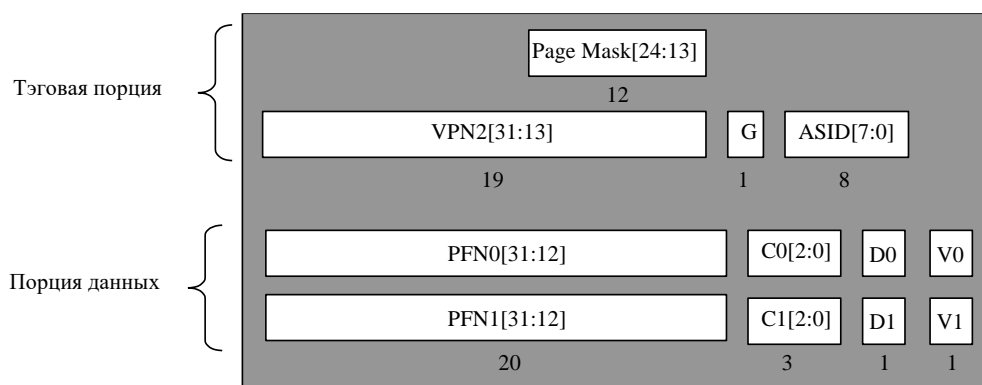 Page Mask[24:13]
12
Тэговая порция
VPN2[31:13] G ASID[7:0]
19 1 8
PFN0[31:12] C0[2:0] D0 V0
Порция данных
PFN1[31:12] C1[2:0] D1 V1
20 3 1 1